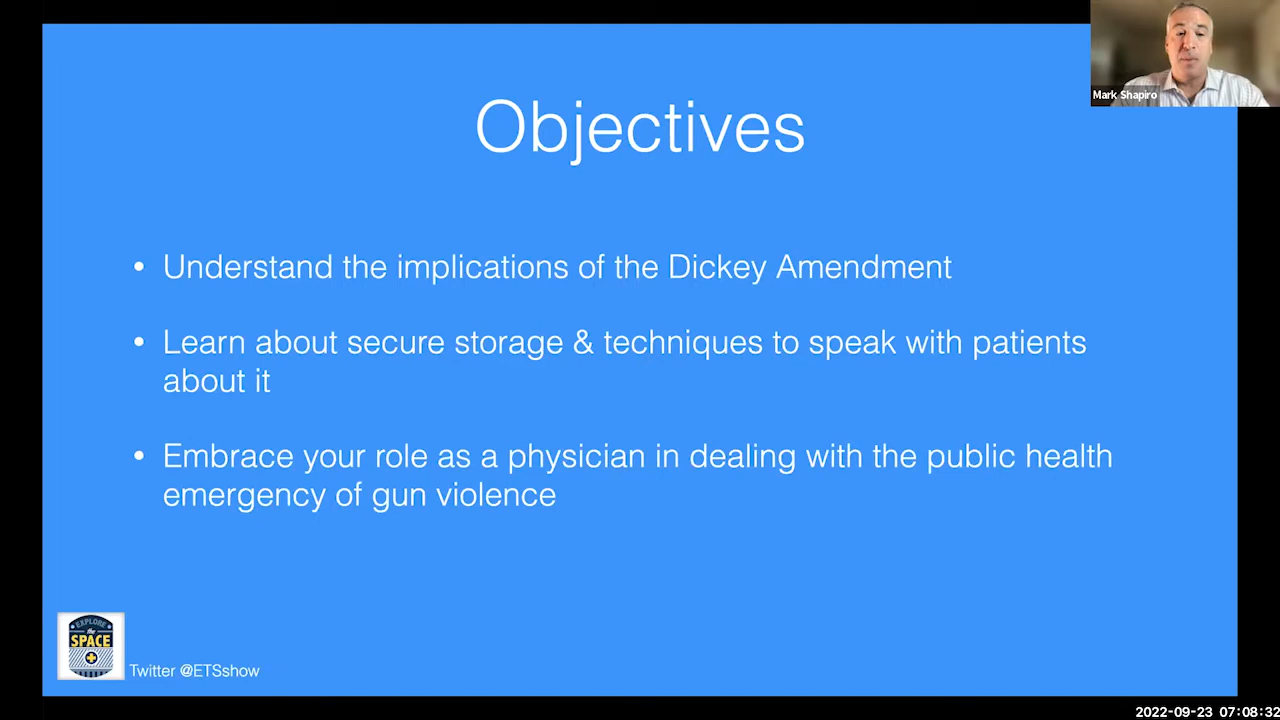 Mark Shapiro
Objectives
• Understand the implications of the Dickey Amendment
• Learn about secure storage & techniques to speak with patients
about it
• Embrace your role as a physician in dealing with the public health
emergency of gun violence
EXPLORE
the
SPACE
Twitter @ETSshow
2022-09-23 07:08:32